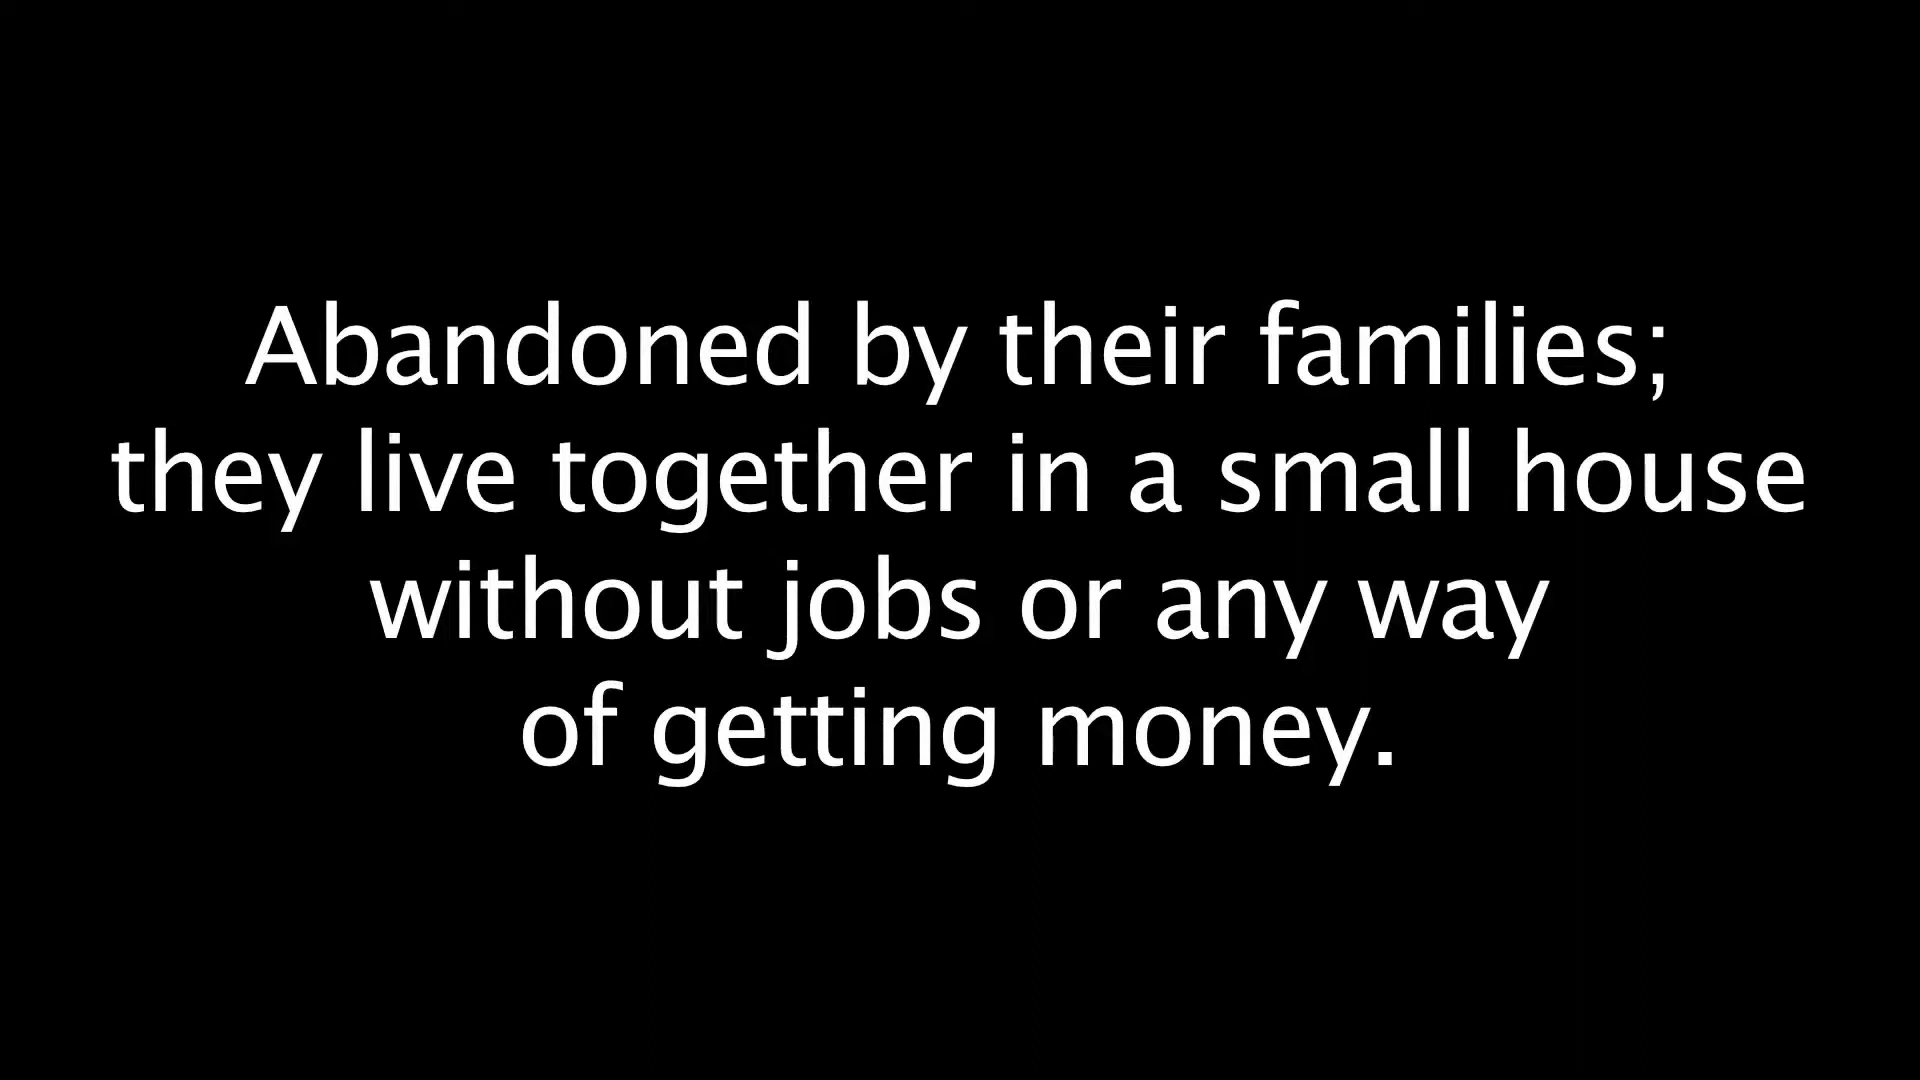 Abandoned by their families;
they live together in a small house
without jobs or any way
of getting money.